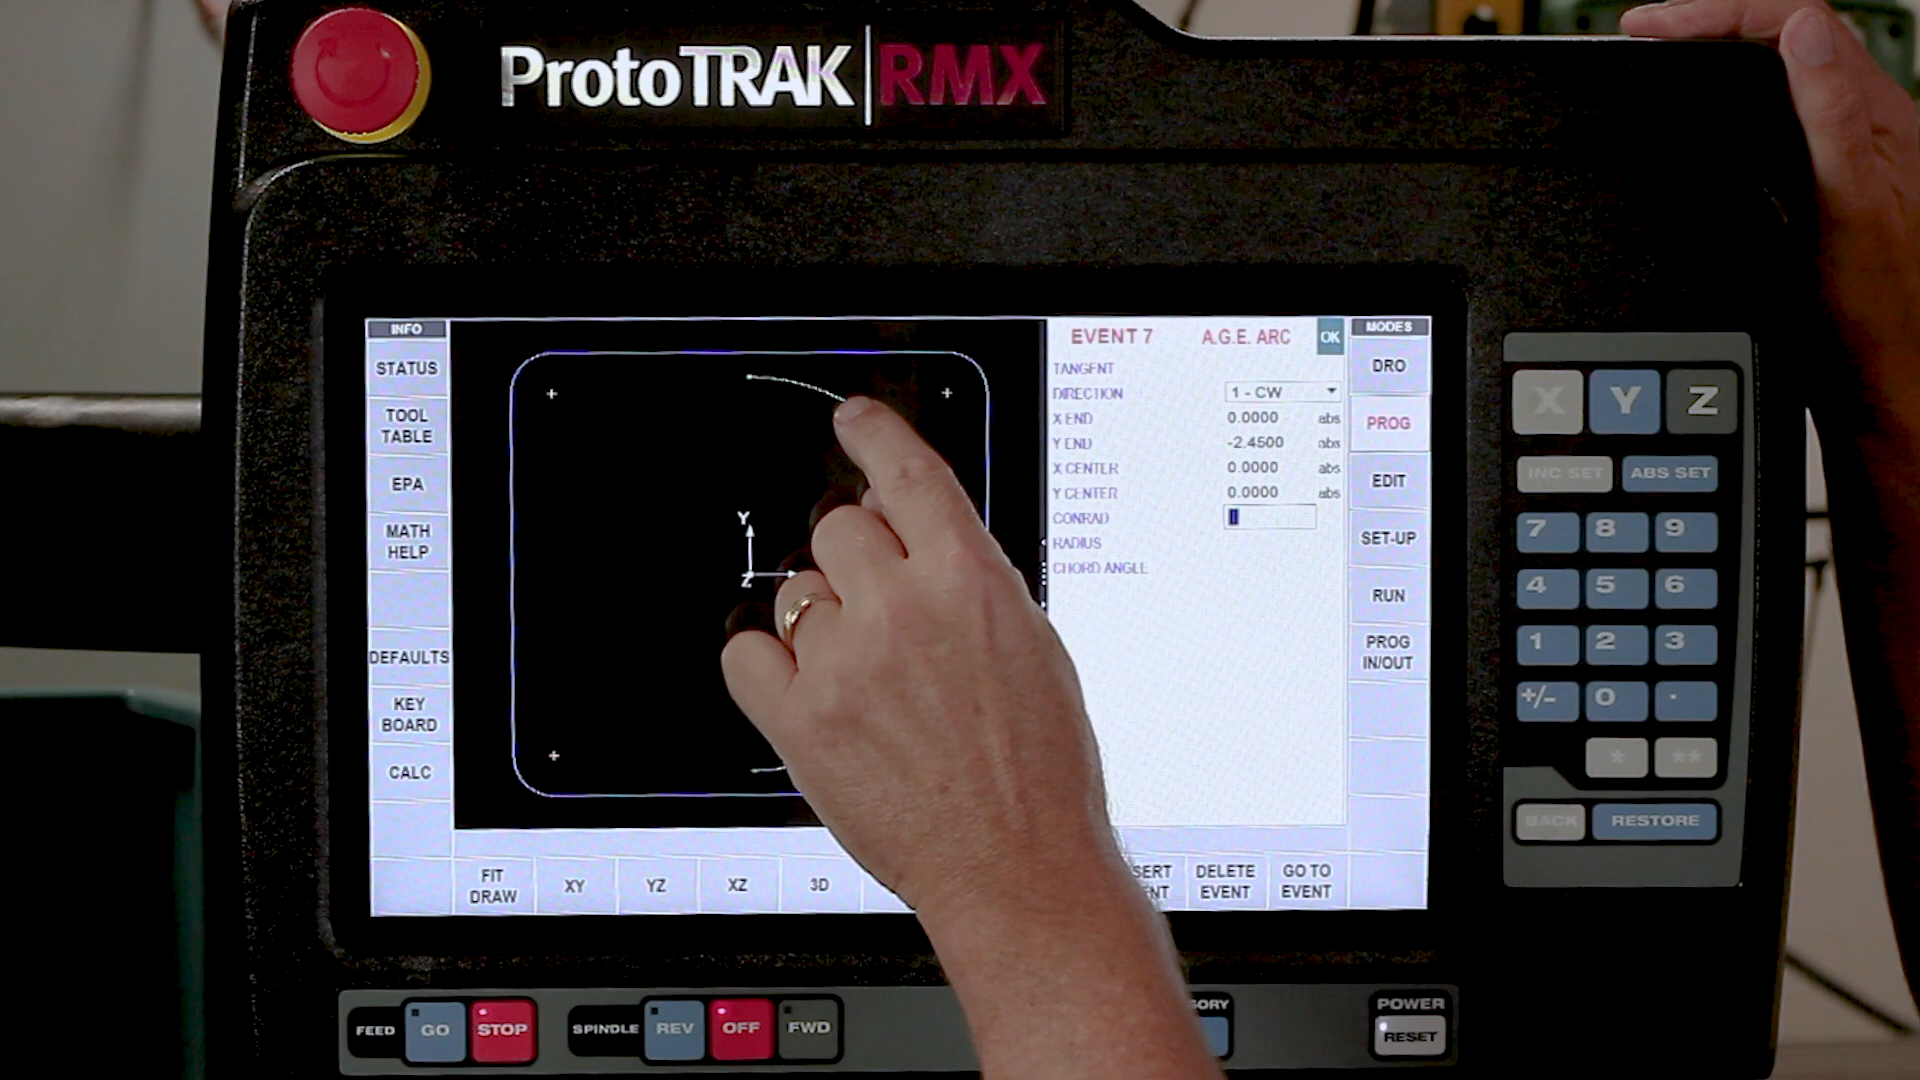 ProtoTRAK RMX
INFO
STATUS
TOOL
TABLE
EPA
MATH
HELP
DEFAULTS
KEY
BOARD
CALC
Y
Z
EVENT 7 A.G.E. ARC OK
TANGENT
DIRECTION 1 - CW
X END 0.0000 abs
Y END -2.4500 abs
X CENTER 0.0000 abs
Y CENTER 0.0000 abs
CONRAD
RADIUS
CHORD ANGLE
MODES
DRO
PROG
EDIT
SET-UP
RUN
PROG
IN/OUT
FIT
DRAW
XY
YZ
XZ
3D
SERT
NT
DELETE
EVENT
GO TO
EVENT
X Y Z
INC SET ABS SET
7 8 9
4 5 6
1 2 3
+/- 0 .
* **
BACK RESTORE
FEED GO STOP
SPINDLE REV OFF FWD
ORY
POWER
RESET